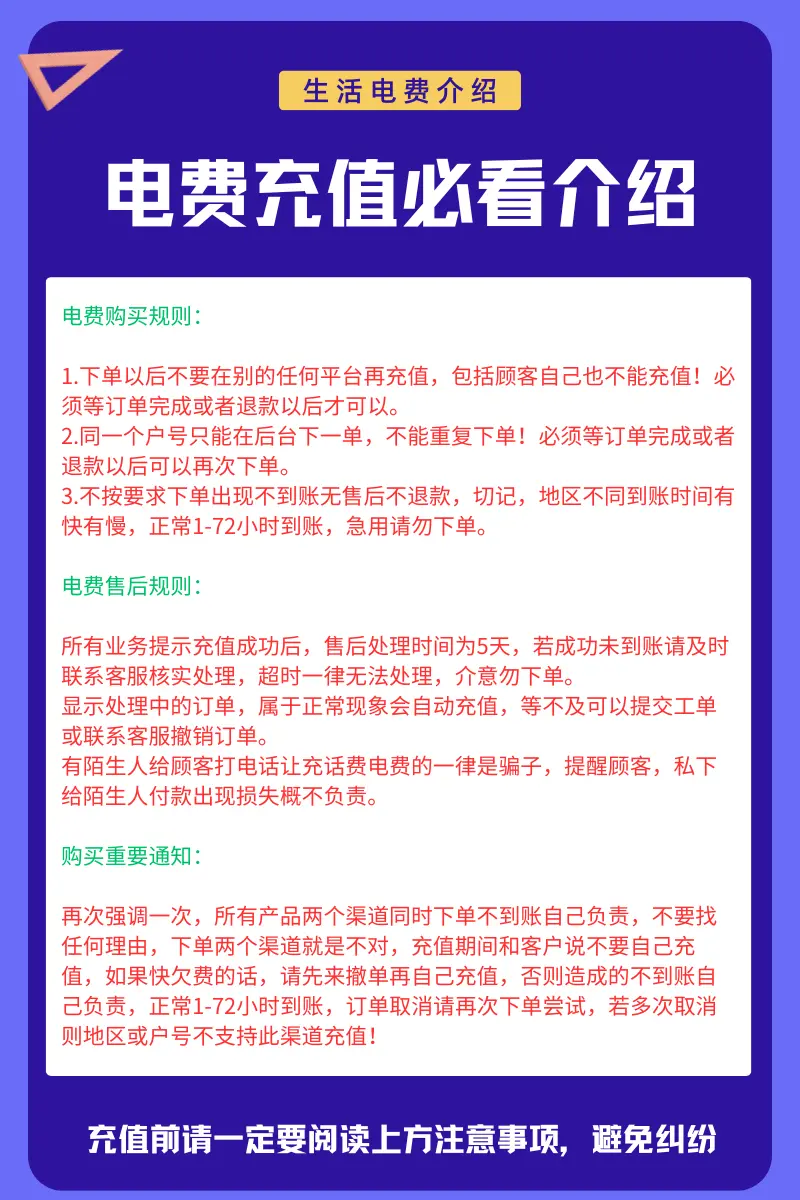 生活电费介绍
电费充值必看介绍
电费购买规则：
1.下单以后不要在别的任何平台再充值，包括顾客自己也不能充值！必
须等订单完成或者退款以后才可以。
2.同一个户号只能在后台下一单，不能重复下单！必须等订单完成或者
退款以后可以再次下单。
3.不按要求下单出现不到账无售后不退款，切记，地区不同到账时间有
快有慢，正常1-72小时到账，急用请勿下单。
电费售后规则：
所有业务提示充值成功后，售后处理时间为5天，若成功未到账请及时
联系客服核实处理，超时一律无法处理，介意勿下单。
显示处理中的订单，属于正常现象会自动充值，等不及可以提交工单
或联系客服撤销订单。
有陌生人给顾客打电话让充话费电费的一律是骗子，提醒顾客，私下
给陌生人付款出现损失概不负责。
购买重要通知：
再次强调一次，所有产品两个渠道同时下单不到账自己负责，不要找
任何理由，下单两个渠道就是不对，充值期间和客户说不要自己充
值，如果快欠费的话，请先来撤单再自己充值，否则造成的不到账自
己负责，正常1-72小时到账，订单取消请再次下单尝试，若多次取消
则地区或户号不支持此渠道充值！
充值前请一定要阅读上方注意事项，避免纠纷